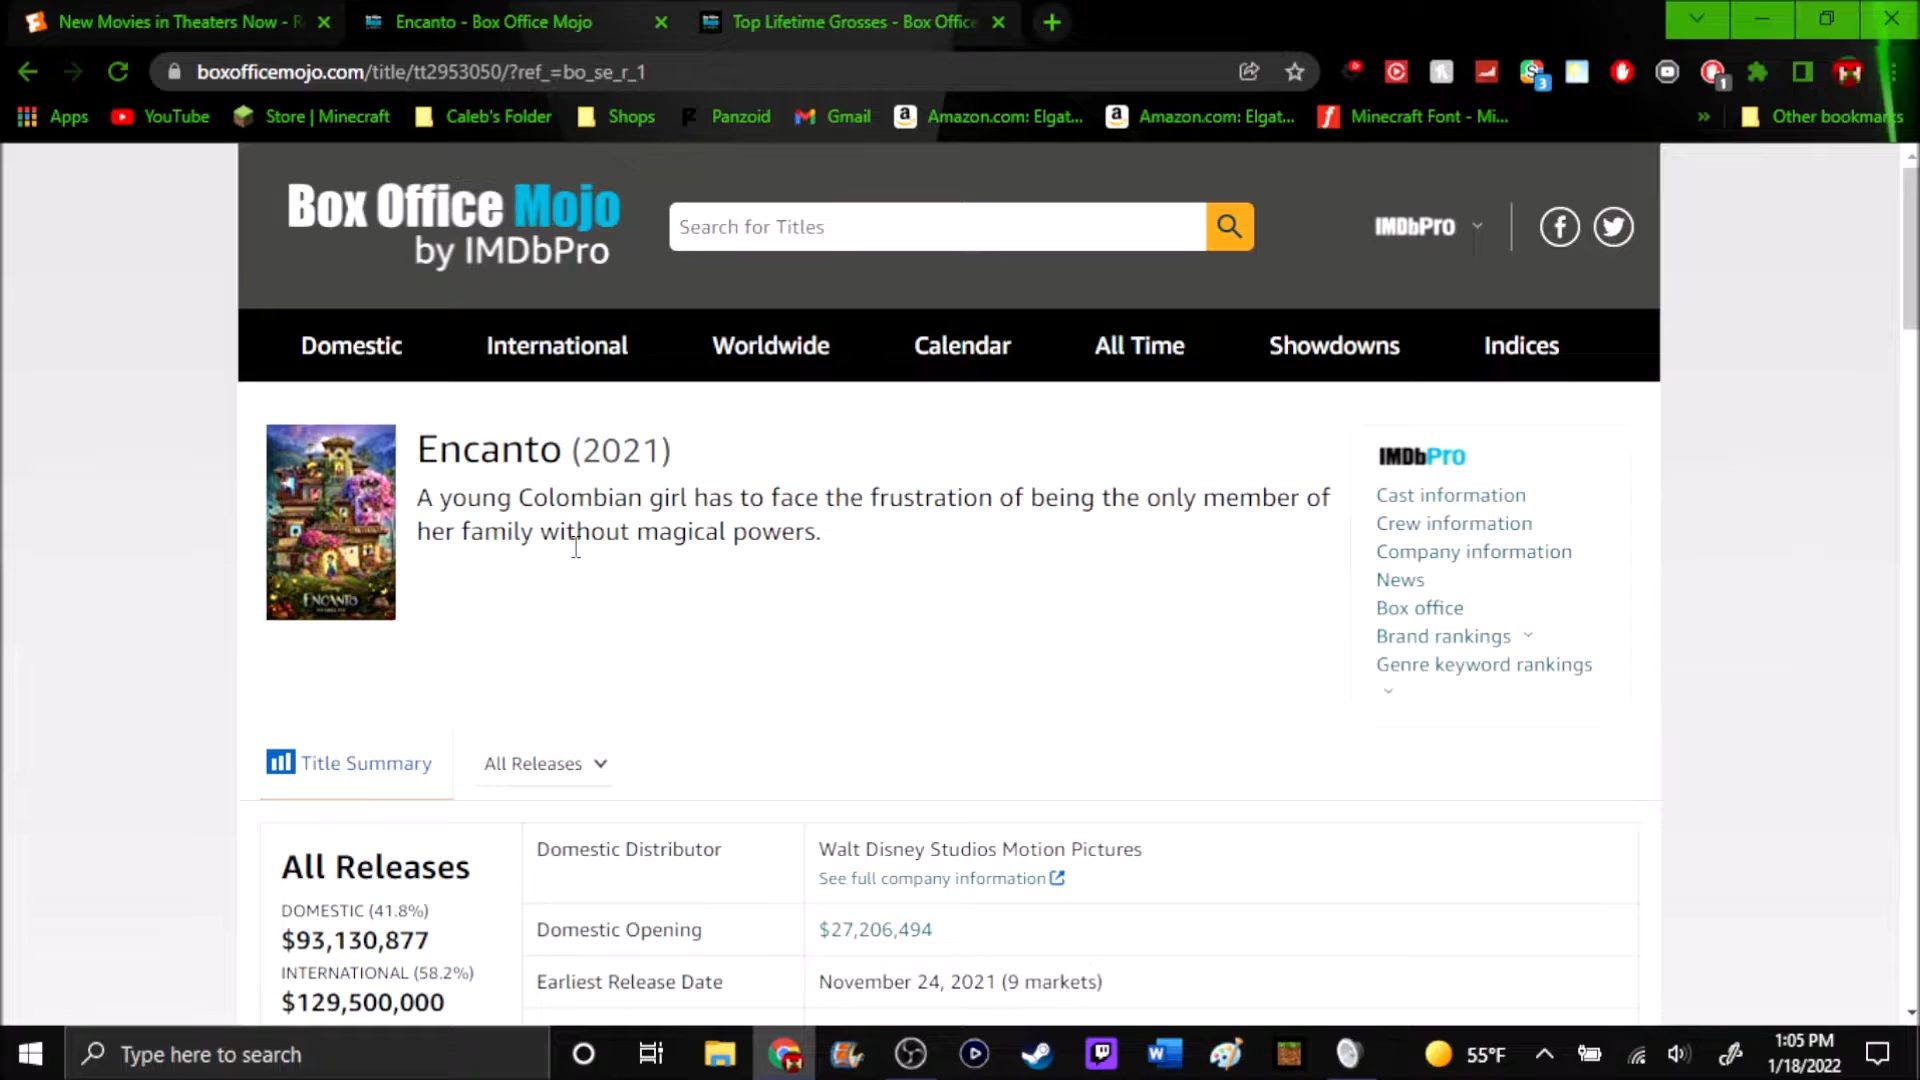 New Movies in Theaters Now - R
Encanto - Box Office Mojo
Top Lifetime Grosses - Box Office
boxofficemojo.com/title/tt2953050/?ref_=bo_se_r_1
3
1
Apps
YouTube
Store | Minecraft
Caleb's Folder
Shops
Panzoid
Gmail
Amazon.com: Elgat...
Amazon.com: Elgat...
Minecraft Font - Mi...
»
Other bookmarks
Box Office Mojo
by IMDbPro
Search for Titles
IMDbPro
Domestic
International
Worldwide
Calendar
All Time
Showdowns
Indices
Encanto (2021)
A young Colombian girl has to face the frustration of being the only member of
her family without magical powers.
ENCANTO
IMDbPro
Cast information
Crew information
Company information
News
Box office
Brand rankings
Genre keyword rankings
Title Summary
All Releases
All Releases
DOMESTIC (41.8%)
$93,130,877
INTERNATIONAL (58.2%)
$129,500,000
Domestic Distributor
Walt Disney Studios Motion Pictures
See full company information
Domestic Opening
$27,206,494
Earliest Release Date
November 24, 2021 (9 markets)
Type here to search
55°F
1:05 PM
1/18/2022